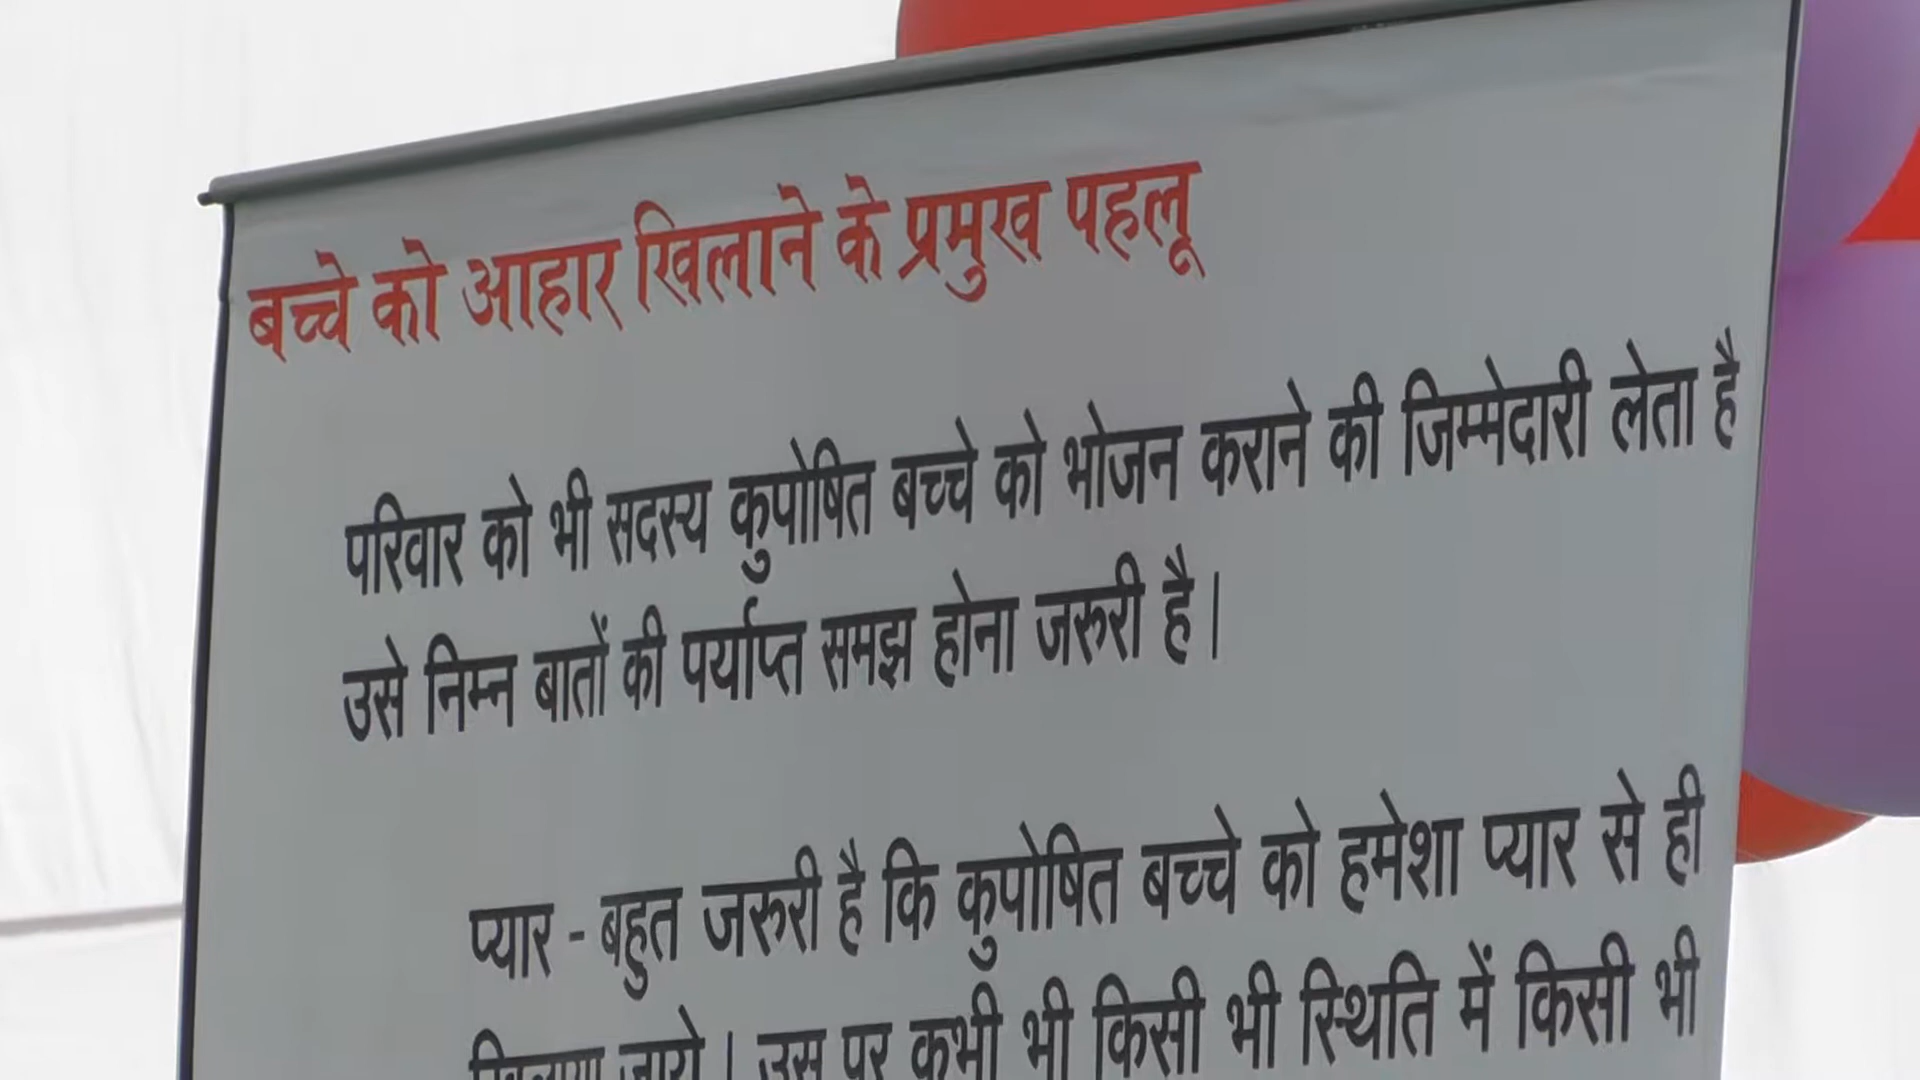 बच्चे को आहार खिलाने के प्रमुख पहलू
परिवार को भी सदस्य कुपोषित बच्चे को भोजन कराने की जिम्मेदारी लेता है
उसे निम्न बातों की पर्याप्त समझ होना जरुरी है।
प्यार - बहुत जरुरी है कि कुपोषित बच्चे को हमेशा प्यार से ही
खिलाया जाये। उस पर कभी भी किसी भी स्थिति में किसी भी